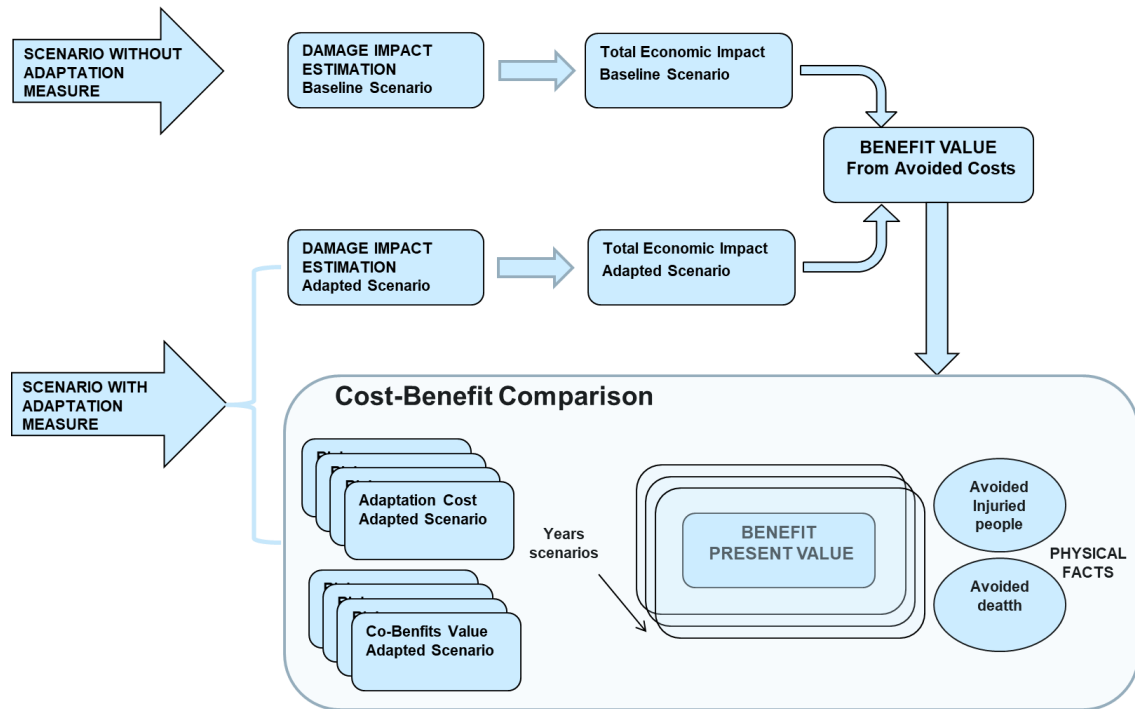 SCENARIO WITHOUT
ADAPTATION
MEASURE
DAMAGE IMPACT
ESTIMATION
Baseline Scenario
Total Economic Impact
Baseline Scenario
BENEFIT VALUE
From Avoided Costs
DAMAGE IMPACT
ESTIMATION
Adapted Scenario
Total Economic Impact
Adapted Scenario
SCENARIO WITH
ADAPTATION
MEASURE
Cost-Benefit Comparison
Adaptation Cost
Adapted Scenario
Co-Benfits Value
Adapted Scenario
Years
scenarios
BENEFIT
PRESENT VALUE
Avoided
Injuried
people
Avoided
deatth
PHYSICAL
FACTS